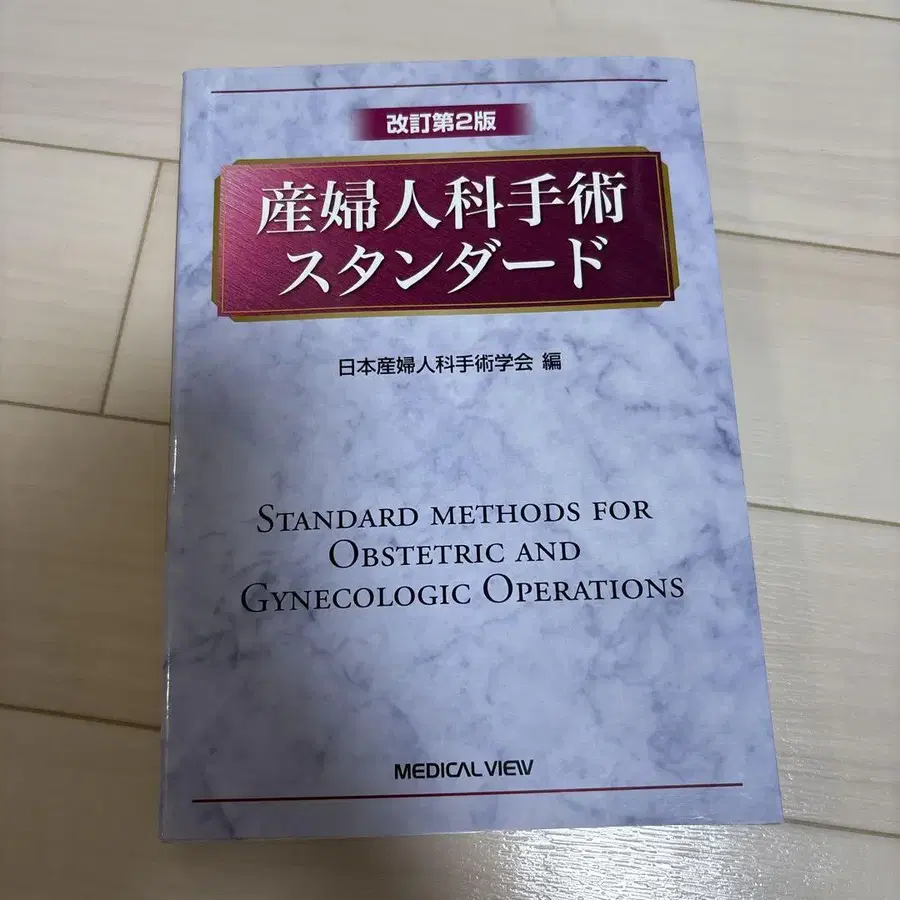 改訂第2版
産婦人科手術
スタンダード
日本産婦人科手術学会 編
STANDARD METHODS FOR
OBSTETRIC AND
GYNECOLOGIC OPERATIONS
MEDICAL VIEW